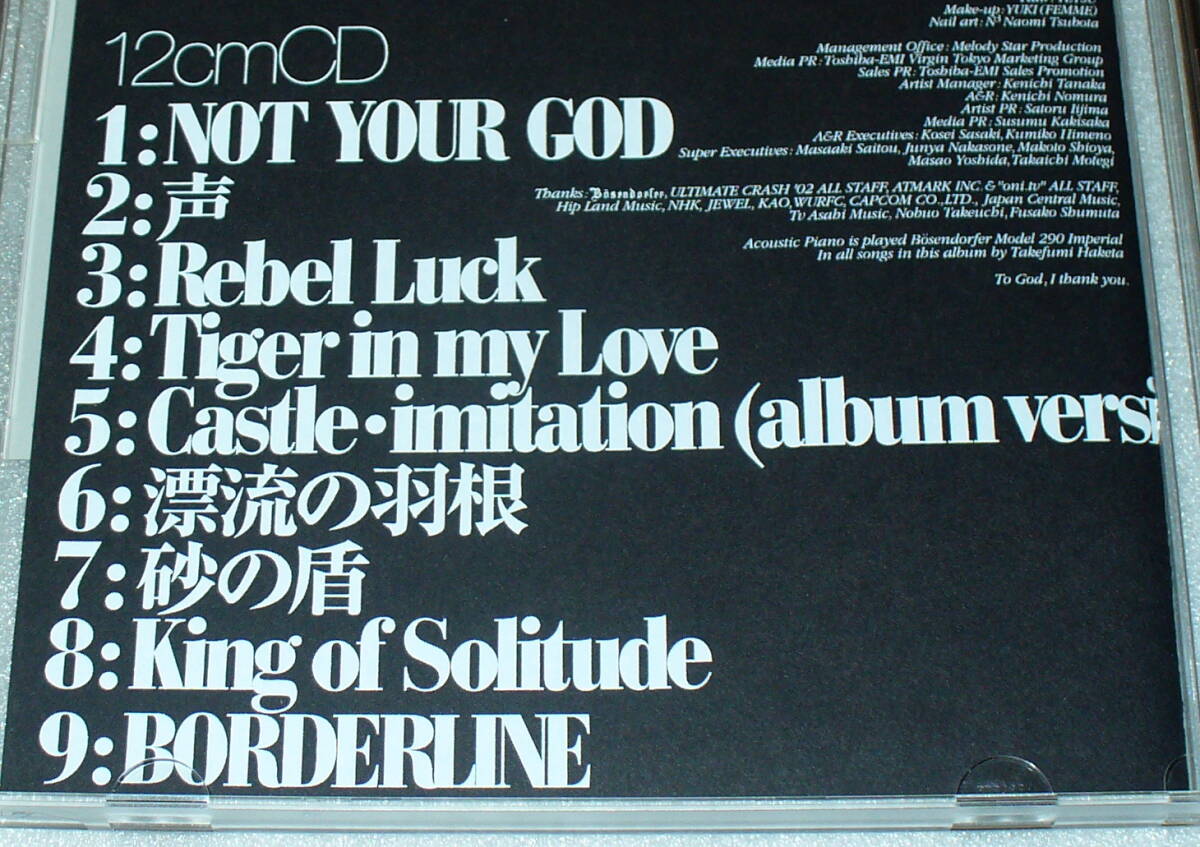 Make-up : YUKI (FEMME)
Nail art : N³ Naomi Tsubota
Management Office : Melody Star Production
Media PR : Toshiba-EMI Virgin Tokyo Marketing Group
Sales PR : Toshiba-EMI Sales Promotion
Artist Manager : Kenichi Tanaka
A&R : Kenichi Nomura
Artist PR : Satoru Iijima
Media PR : Susumu Kakisaka
A&R Executives : Kosei Sasaki, Kumiko Himeno
Super Executives : Masaaki Saitou, Junya Nakasone, Makoto Shioya,
Masao Yoshida, Takaichi Motegi
Thanks : Bösendorfer, ULTIMATE CRASH '02 ALL STAFF, ATMARK INC. & "oni.tv" ALL STAFF,
Hip Land Music, NHK, JEWEL, KAO, WURFC, CAPCOM CO.,LTD., Japan Central Music,
Tv Asahi Music, Nobuo Takeuchi, Fusako Shumuta
Acoustic Piano is played Bösendorfer Model 290 Imperial
In all songs in this album by Takefumi Haketa
To God, I thank you.
12cmCD
1:NOT YOUR GOD
2:声
3:Rebel Luck
4:Tiger in my Love
5:Castle・imitation (album versi
6:漂流の羽根
7:砂の盾
8:King of Solitude
9:BORDERLINE